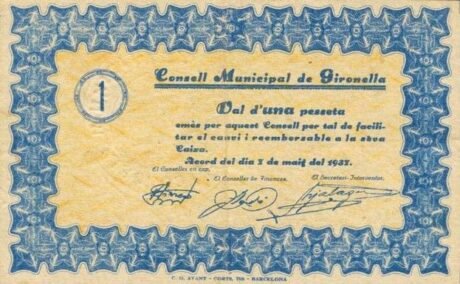 Consell Municipal de Gironella
1
Val d'una pesseta
emès per aquest Consell per tal de facili-
tar el canvi i reemborsable a la seva
Caixa.
Acord del dia 2 de maig del 1937.
El Conseller en cap, El Conseller de Finances, El Secretari-Interventor,
C. G. AVANT - CORTS, - BARCELONA